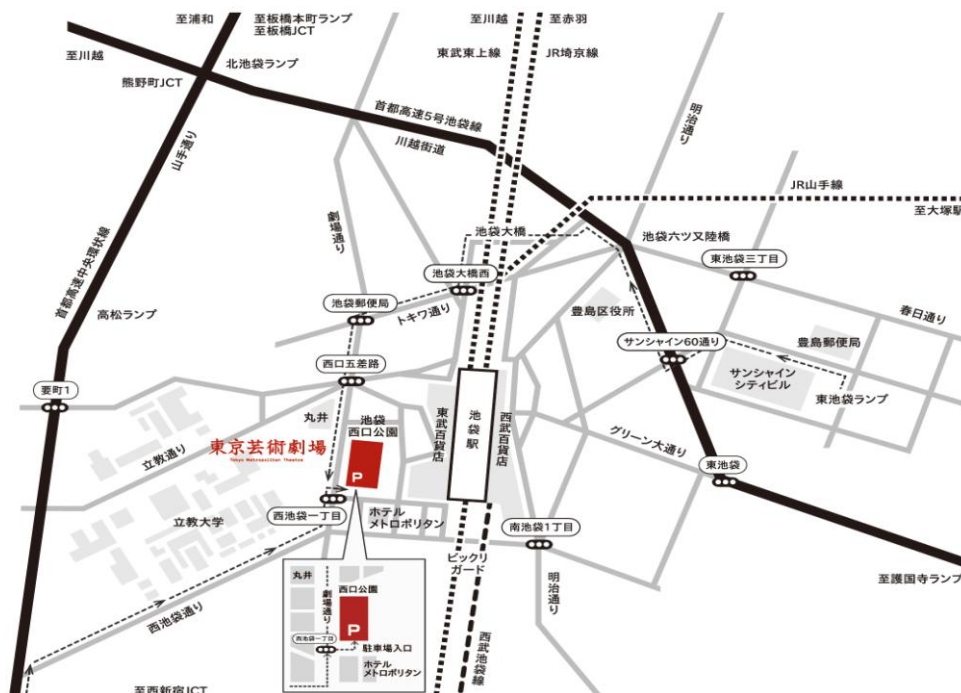 至浦和
至板橋本町ランプ
至板橋JCT
至川越
至赤羽
至川越
北池袋ランプ
熊野町JCT
東武東上線
JR埼京線
首都高速5号池袋線
川越街道
明治通り
山手通り
JR山手線
至大塚駅
劇場通り
池袋大橋
池袋六ツ又陸橋
池袋大橋西
東池袋三丁目
首都高速中央環状線
高松ランプ
池袋郵便局
トキワ通り
豊島区役所
春日通り
サンシャイン60通り
豊島郵便局
西口五差路
サンシャイン
シティビル
東池袋ランプ
要町1
丸井
池袋
西口公園
東武百貨店
池袋駅
西武百貨店
グリーン大通り
立教通り
東京芸術劇場
Tokyo Metropolitan Theatre
P
東池袋
西池袋一丁目
ホテル
メトロポリタン
立教大学
南池袋1丁目
ビックリ
ガード
明治通り
至護国寺ランプ
西池袋通り
丸井
西口公園
劇場通り
P
西池袋一丁目
駐車場入口
ホテル
メトロポリタン
西武池袋線
至西新宿JCT